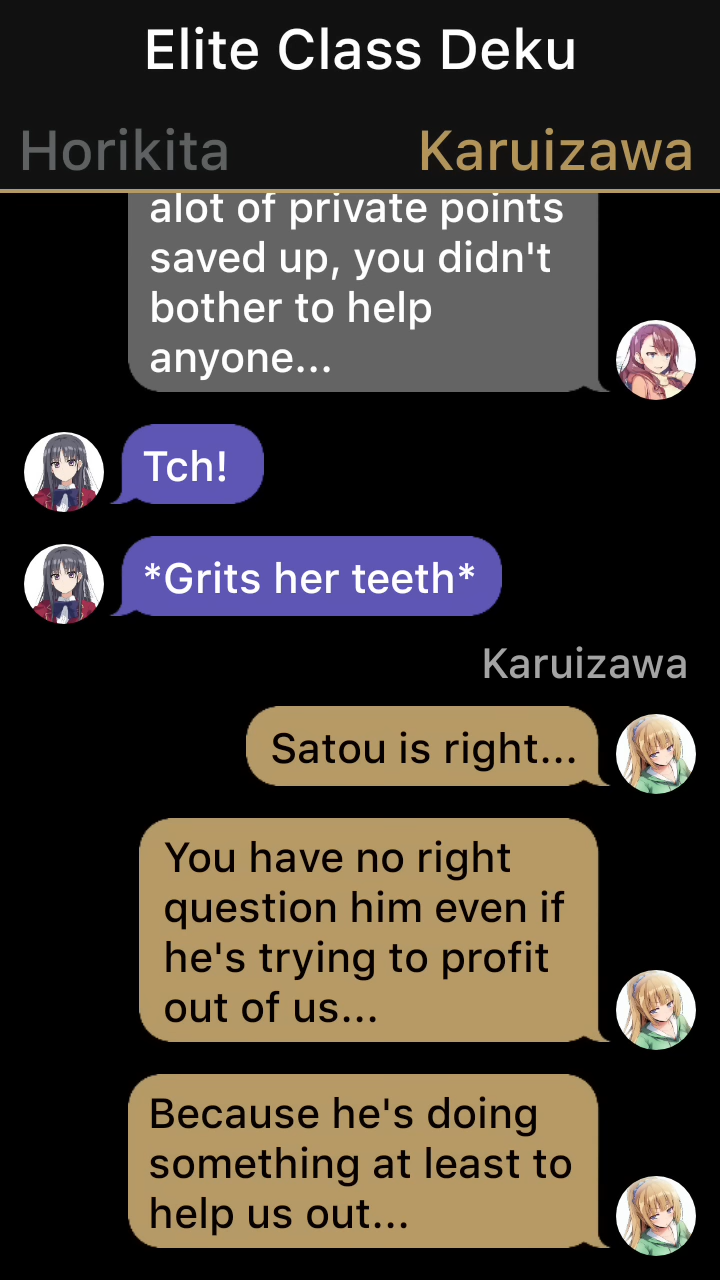 Elite Class Deku
Horikita
Karuizawa
alot of private points
saved up, you didn't
bother to help
anyone...
Tch!
*Grits her teeth*
Karuizawa
Satou is right...
You have no right
question him even if
he's trying to profit
out of us...
Because he's doing
something at least to
help us out...